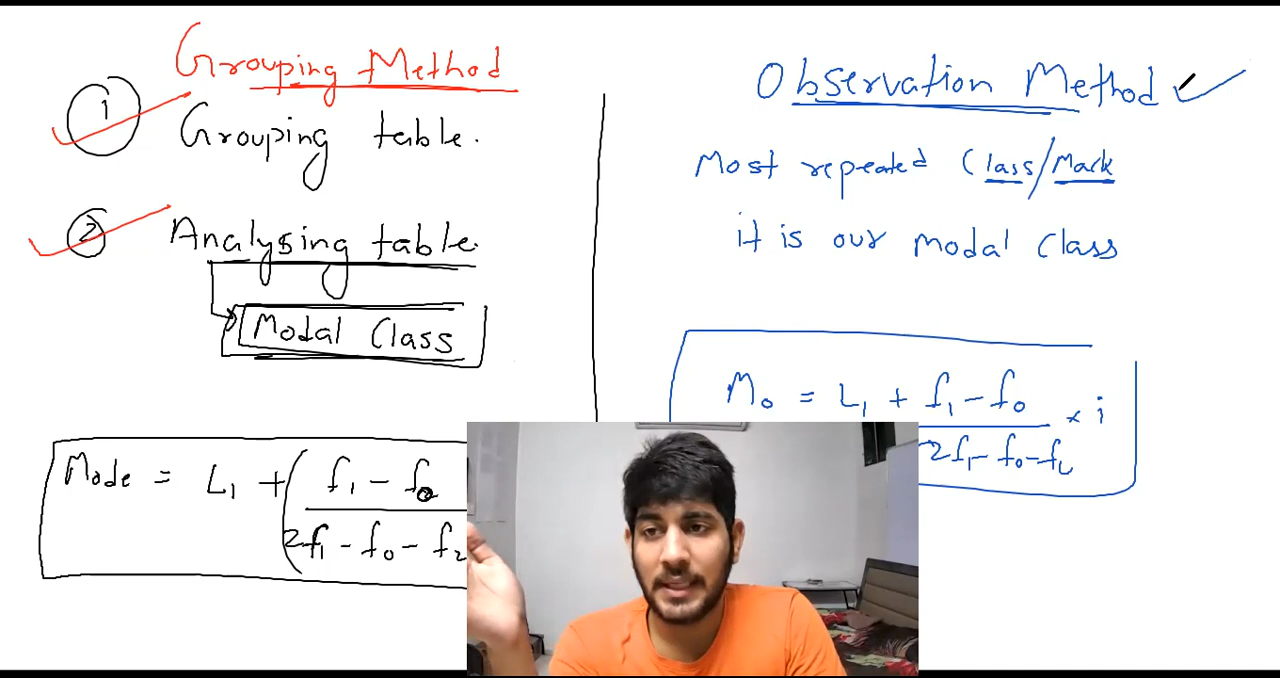 Grouping Method
1 Grouping table.
2 Analysing table.
Modal Class
Mode = L₁ + ( f₁ - f₀
2f₁ - f₀ - f₂
Observation Method
Most repeated Class/Mark
it is our modal Class
M₀ = L₁ + f₁ - f₀ × i
2f₁ - f₀ - f₂